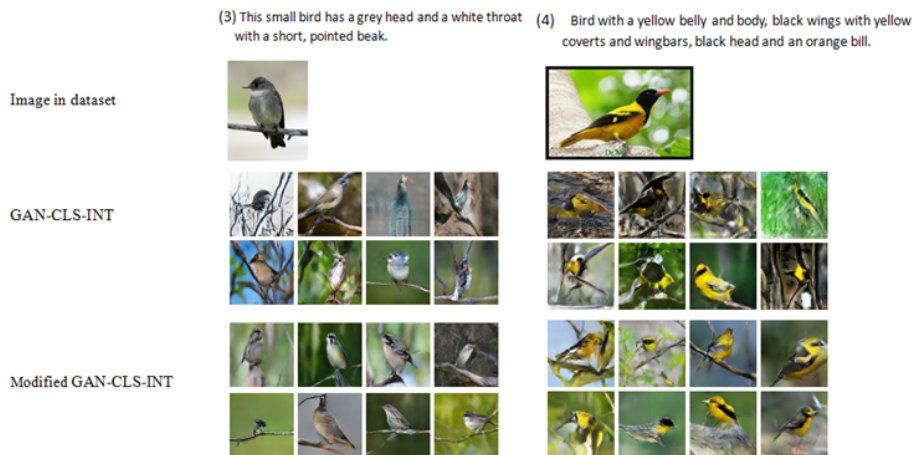 (3) This small bird has a grey head and a white throat
with a short, pointed beak.
(4) Bird with a yellow belly and body, black wings with yellow
coverts and wingbars, black head and an orange bill.
Image in dataset
GAN-CLS-INT
Modified GAN-CLS-INT